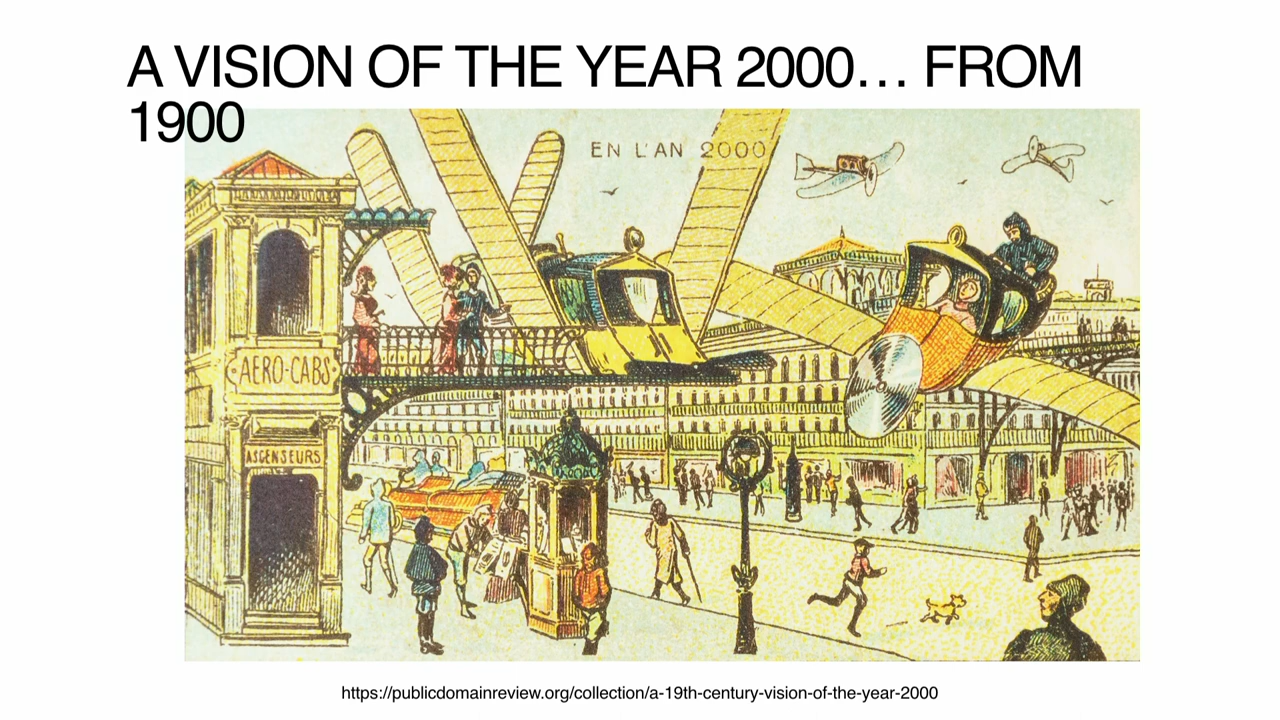 A VISION OF THE YEAR 2000… FROM
1900
EN L'AN 2000
AERO-CABS
ASCENSEURS
https://publicdomainreview.org/collection/a-19th-century-vision-of-the-year-2000